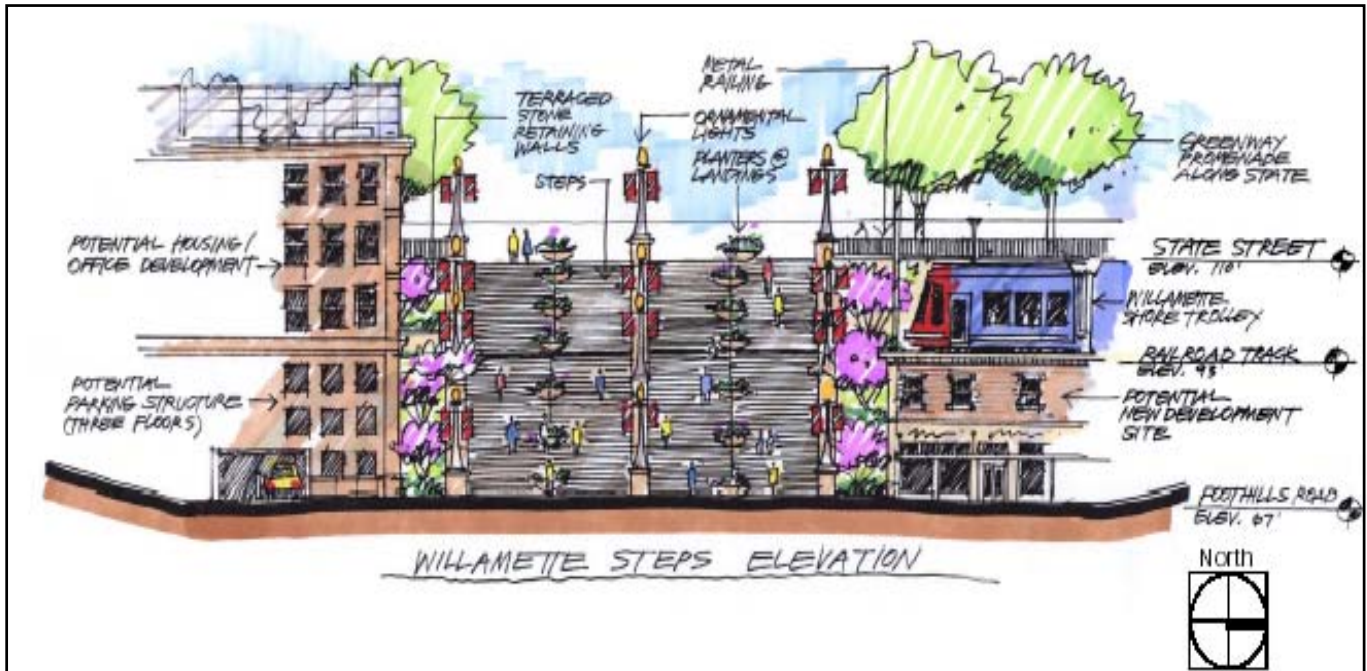 METAL
RAILING
TERRACED
STONE
RETAINING
WALLS
ORNAMENTAL
LIGHTS
PLANTERS @
LANDINGS
STEPS
GREENWAY
PROMENADE
ALONG STATE
POTENTIAL HOUSING/
OFFICE DEVELOPMENT
STATE STREET
ELEV. 110'
WILLAMETTE
SHORE TROLLEY
RAILROAD TRACK
ELEV. 93'
POTENTIAL
PARKING STRUCTURE
(THREE FLOORS)
POTENTIAL
NEW DEVELOPMENT
SITE
FOOTHILLS ROAD
ELEV. 67'
WILLAMETTE STEPS ELEVATION
North